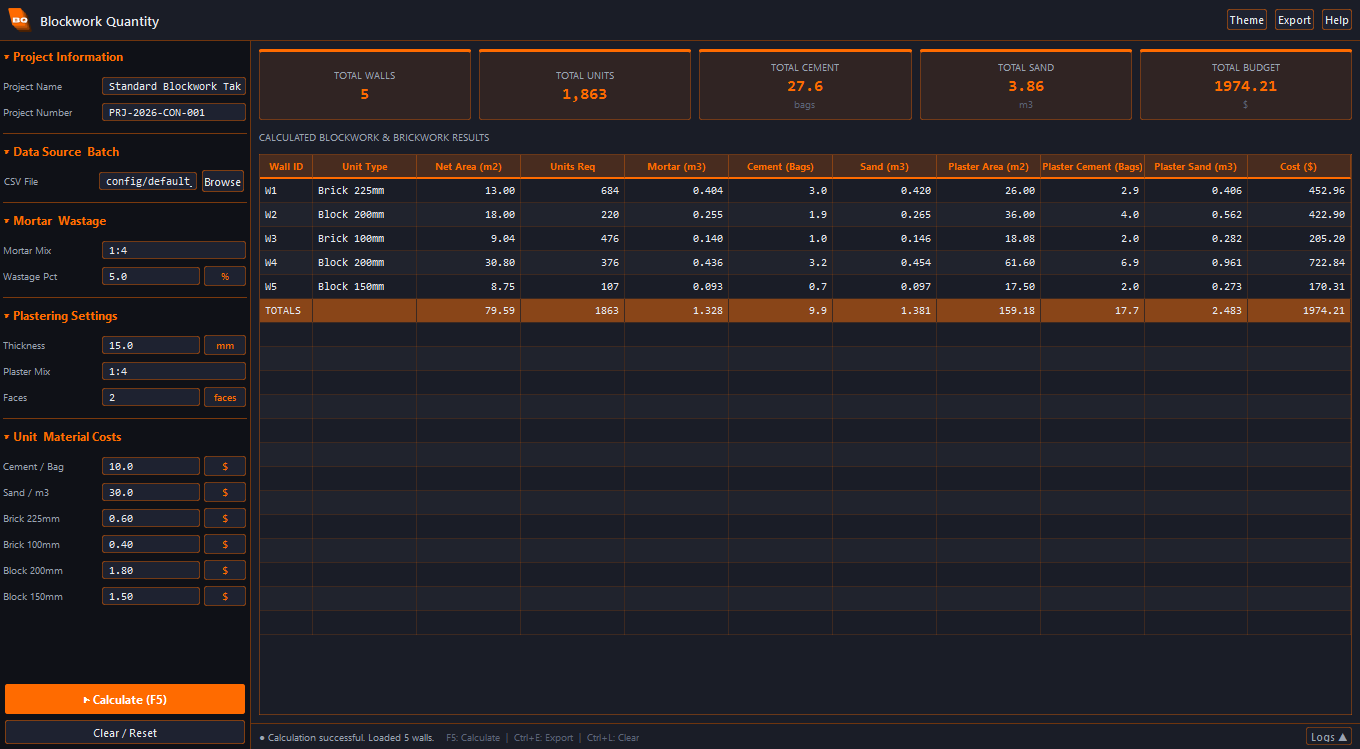 BQ Blockwork Quantity
Theme Export Help
▾ Project Information
Project Name Standard Blockwork Tak
Project Number PRJ-2026-CON-001
▾ Data Source Batch
CSV File config/default_ Browse
▾ Mortar Wastage
Mortar Mix 1:4
Wastage Pct 5.0 %
▾ Plastering Settings
Thickness 15.0 mm
Plaster Mix 1:4
Faces 2 faces
▾ Unit Material Costs
Cement / Bag 10.0 $
Sand / m3 30.0 $
Brick 225mm 0.60 $
Brick 100mm 0.40 $
Block 200mm 1.80 $
Block 150mm 1.50 $
Calculate (F5)
Clear / Reset
TOTAL WALLS
5
TOTAL UNITS
1,863
TOTAL CEMENT
27.6
bags
TOTAL SAND
3.86
m3
TOTAL BUDGET
1974.21
$
CALCULATED BLOCKWORK & BRICKWORK RESULTS
Wall ID Unit Type Net Area (m2) Units Req Mortar (m3) Cement (Bags) Sand (m3) Plaster Area (m2) Plaster Cement (Bags) Plaster Sand (m3) Cost ($)
W1 Brick 225mm 13.00 684 0.404 3.0 0.420 26.00 2.9 0.406 452.96
W2 Block 200mm 18.00 220 0.255 1.9 0.265 36.00 4.0 0.562 422.90
W3 Brick 100mm 9.04 476 0.140 1.0 0.146 18.08 2.0 0.282 205.20
W4 Block 200mm 30.80 376 0.436 3.2 0.454 61.60 6.9 0.961 722.84
W5 Block 150mm 8.75 107 0.093 0.7 0.097 17.50 2.0 0.273 170.31
TOTALS 79.59 1863 1.328 9.9 1.381 159.18 17.7 2.483 1974.21
● Calculation successful. Loaded 5 walls. F5: Calculate | Ctrl+E: Export | Ctrl+L: Clear
Logs ▲